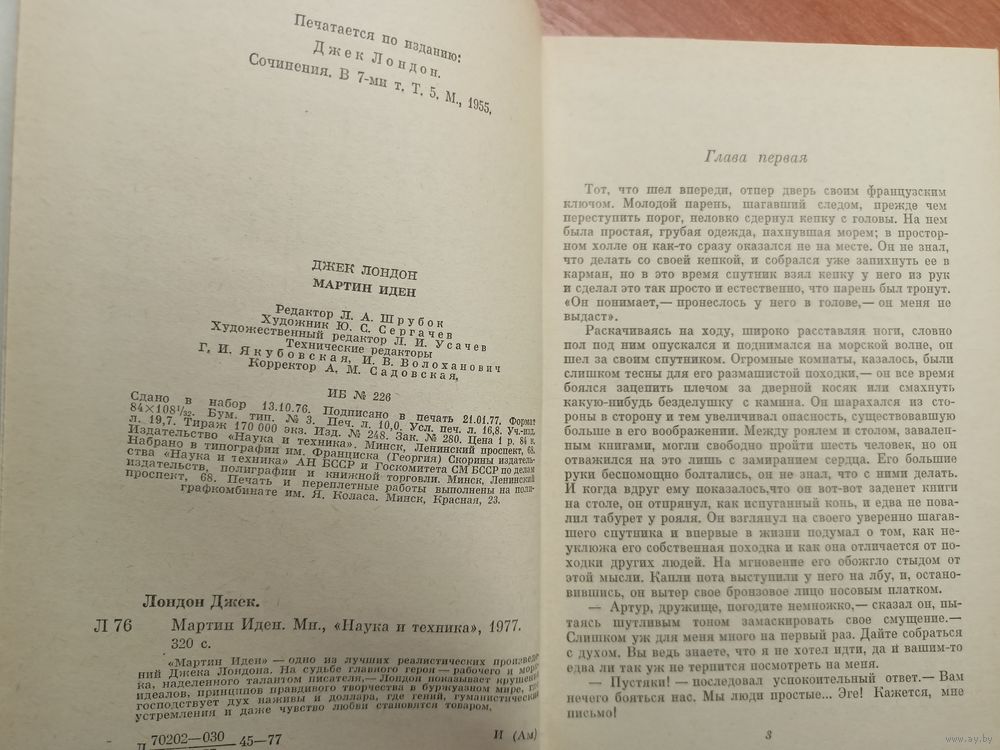 Печатается по изданию:
Джек Лондон.
Сочинения. В 7-ми т. Т. 5. М., 1955.
ДЖЕК ЛОНДОН
МАРТИН ИДЕН
Редактор Л. А. Шрубок
Художник Ю. С. Сергачев
Художественный редактор Л. И. Усачев
Технические редакторы
Г. И. Якубовская, И. В. Волоханович
Корректор А. М. Садовская.
ИБ № 226
Сдано в набор 13.10.76. Подписано в печать 21.01.77. Формат
84×108 1/32. Бум. тип. № 3. Печ. л. 10,0. Усл. печ. л. 16,8. Уч.-изд.
л. 19,7. Тираж 170 000 экз. Изд. № 248. Зак. № 280. Цена 1 р. 84 к.
Издательство «Наука и техника». Минск, Ленинский проспект, 68.
Набрано в типографии им. Франциска (Георгия) Скорины издатель-
ства «Наука и техника» АН БССР и Госкомитета СМ БССР по делам
издательств, полиграфии и книжной торговли. Минск, Ленинский
проспект, 68. Печать и переплетные работы выполнены на поли-
графкомбинате им. Я. Коласа. Минск, Красная, 23.
Лондон Джек.
Л 76 Мартин Иден. Мн., «Наука и техника», 1977.
320 с.
«Мартин Иден» — одно из лучших реалистических произведе-
ний Джека Лондона. На судьбе главного героя — рабочего и моря-
ка, наделенного талантом писателя,— Лондон показывает крушение
идеалов, принципов правдивого творчества в буржуазном мире, где
господствует дух наживы и доллара, где гений, гуманистические
устремления и даже чувство любви становятся товаром.
Л 70202—030 45—77 И (Ам)
Глава первая
Тот, что шел впереди, отпер дверь своим французским
ключом. Молодой парень, шагавший следом, прежде чем
переступить порог, неловко сдернул кепку с головы. На нем
была простая, грубая одежда, пахнувшая морем; в простор-
ном холле он как-то сразу оказался не на месте. Он не знал,
что делать со своей кепкой, и собрался уже запихнуть ее в
карман, но в это время спутник взял кепку у него из рук
и сделал это так просто и естественно, что парень был тронут.
«Он понимает,— пронеслось у него в голове,— он меня не
выдаст».
Раскачиваясь на ходу, широко расставляя ноги, словно
пол под ним опускался и поднимался на морской волне, он
шел за своим спутником. Огромные комнаты, казалось, были
слишком тесны для его размашистой походки,— он все время
боялся зацепить плечом за дверной косяк или смахнуть
какую-нибудь безделушку с камина. Он шарахался из сто-
роны в сторону и тем увеличивал опасность, существовавшую
больше в его воображении. Между роялем и столом, завален-
ным книгами, могли свободно пройти шесть человек, но он
отважился на это лишь с замиранием сердца. Его большие
руки беспомощно болтались, он не знал, что с ними делать.
И когда вдруг ему показалось,что он вот-вот заденет книги
на столе, он отпрянул, как испуганный конь, и едва не пова-
лил табурет у рояля. Он взглянул на своего уверенно шагав-
шего спутника и впервые в жизни подумал о том, как не-
уклюжа его собственная походка и как она отличается от по-
ходки других людей. На мгновение его обожгло стыдом от
этой мысли. Капли пота выступили у него на лбу, и, остано-
вившись, он вытер свое бронзовое лицо носовым платком.
— Артур, дружище, погодите немножко,— сказал он, пы-
таясь шутливым тоном замаскировать свое смущение.—
Слишком уж для меня много на первый раз. Дайте собраться
с духом. Вы ведь знаете, что я не хотел идти, да и вашим-то
едва ли так уж не терпится посмотреть на меня.
— Пустяки! — последовал успокоительный ответ.— Вам
нечего бояться нас. Мы люди простые... Эге! Кажется, мне
письмо!
3
www.ay.by